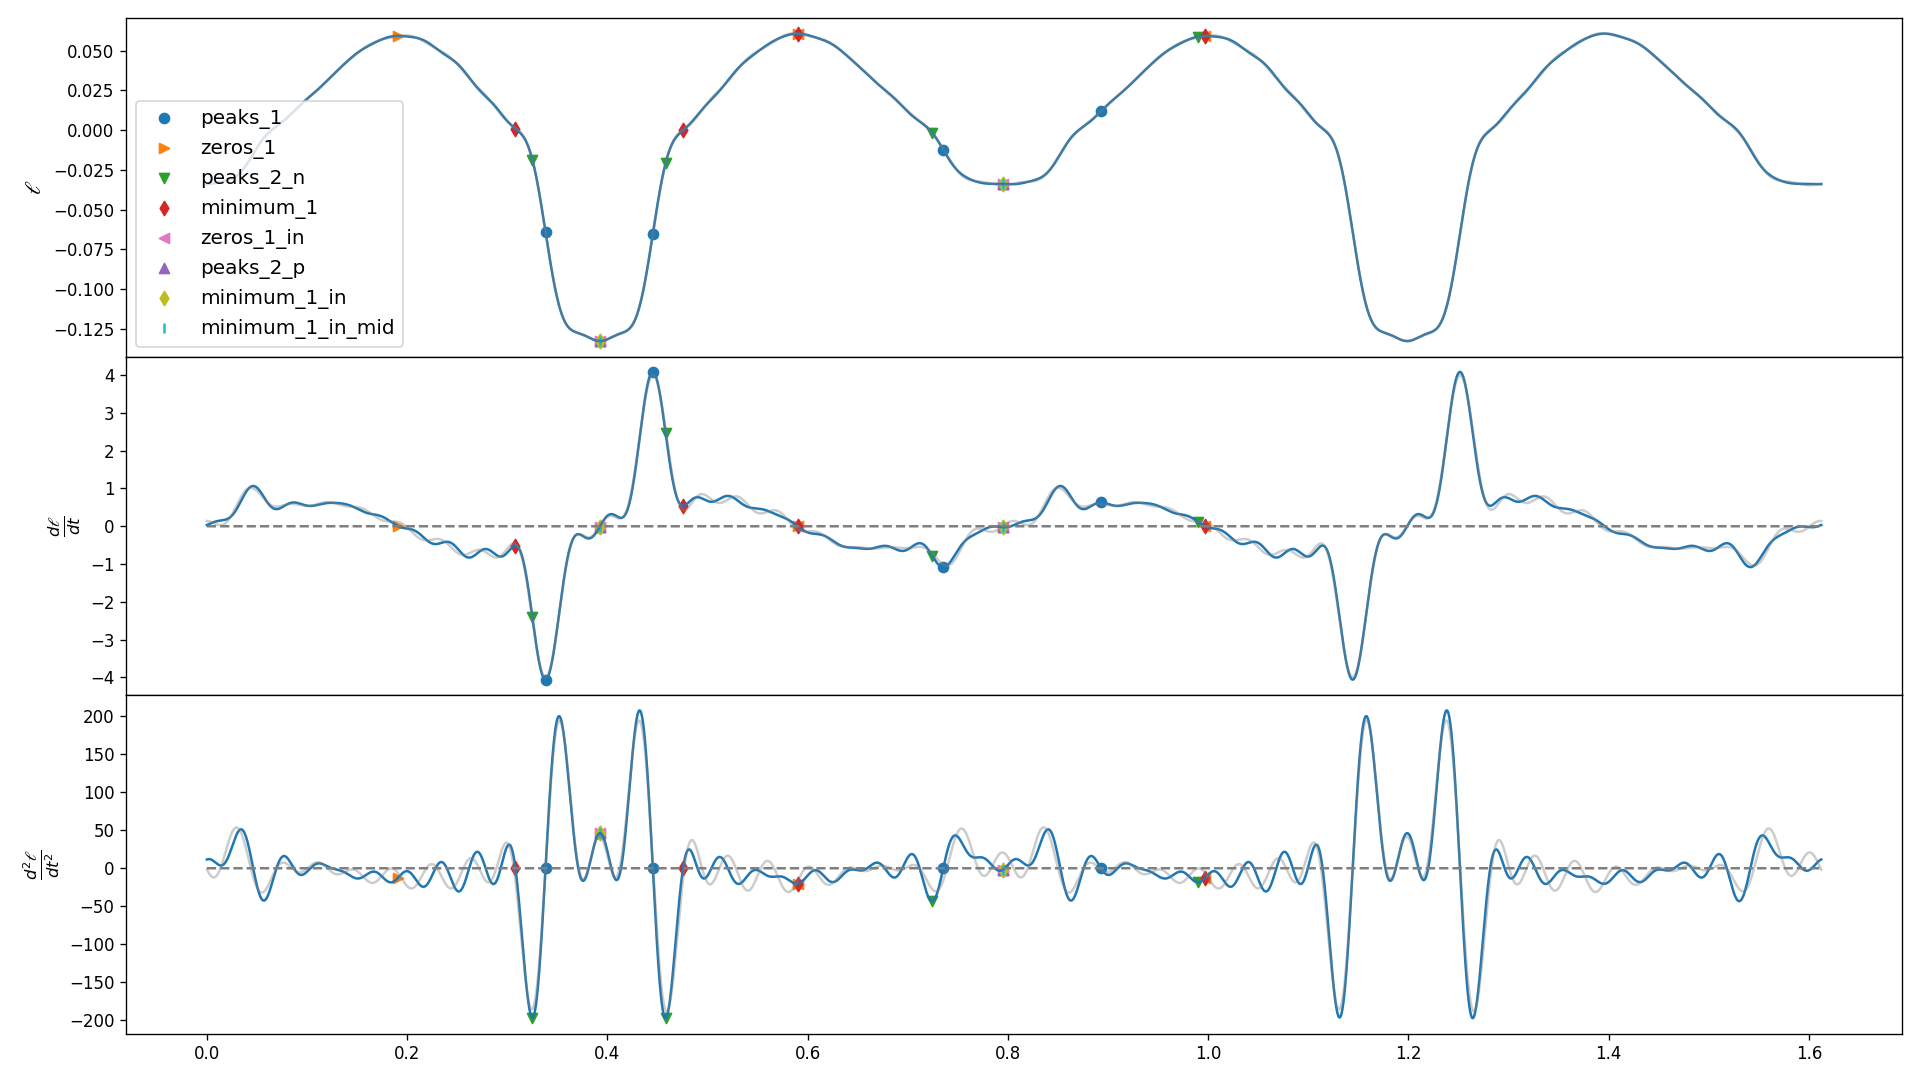 0.050
0.025
0.000
−0.025
−0.050
−0.075
−0.100
−0.125
ℓ
peaks_1
zeros_1
peaks_2_n
minimum_1
zeros_1_in
peaks_2_p
minimum_1_in
minimum_1_in_mid
4
3
2
1
0
−1
−2
−3
−4
dℓ
dt
200
150
100
50
0
−50
−100
−150
−200
d²ℓ
dt²
0.0 0.2 0.4 0.6 0.8 1.0 1.2 1.4 1.6